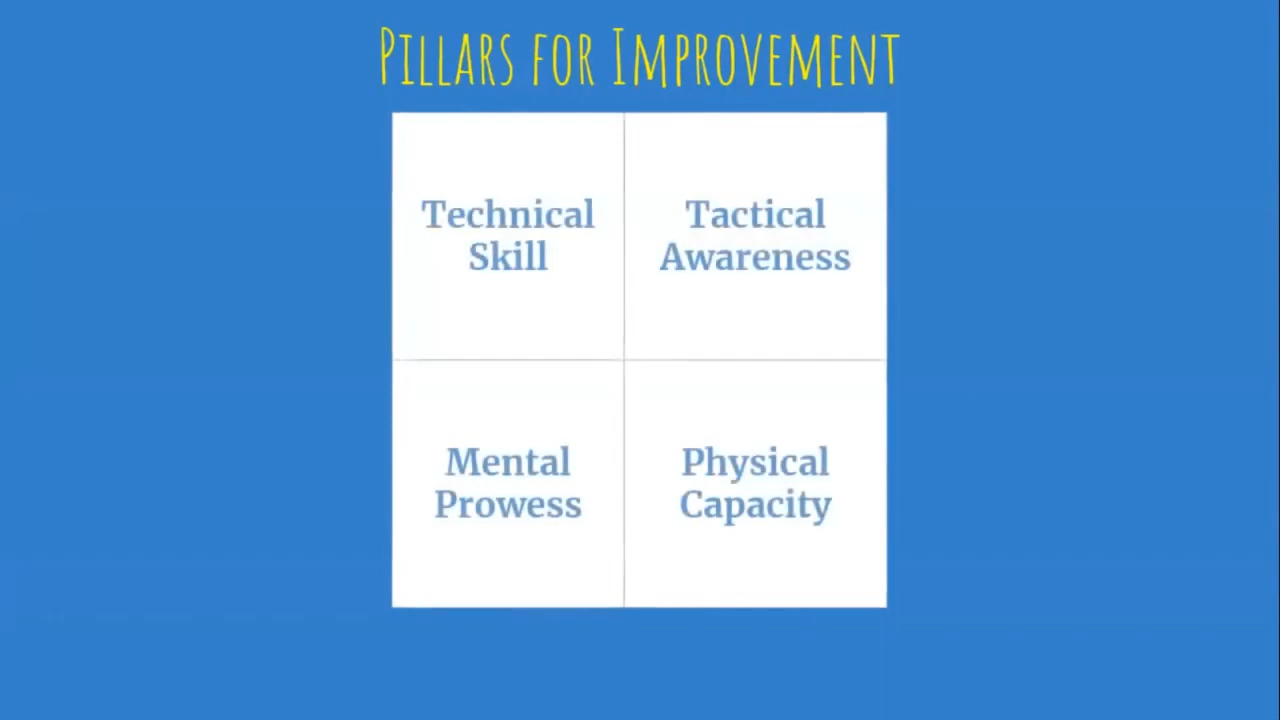 Pillars for Improvement
Technical
Skill
Tactical
Awareness
Mental
Prowess
Physical
Capacity